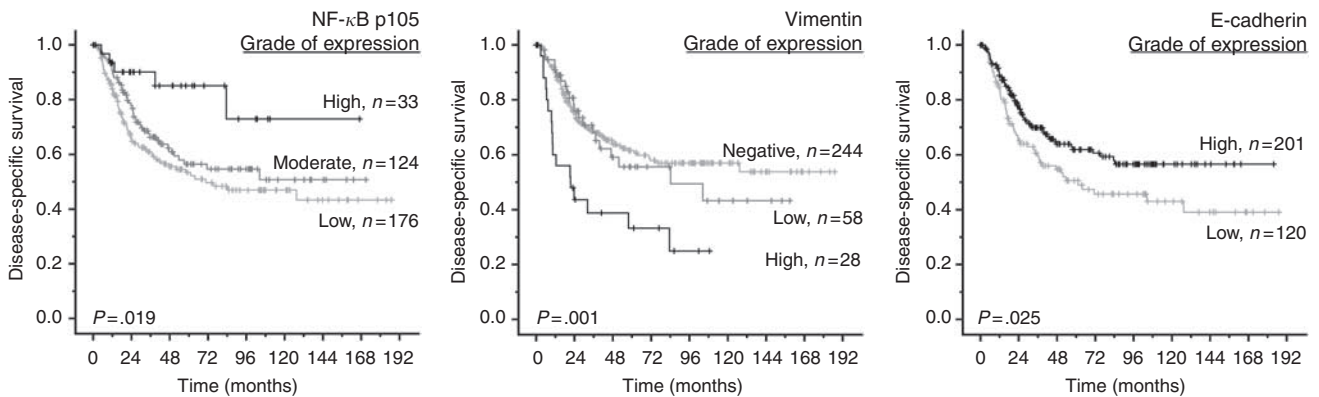 NF-κB p105
Grade of expression
Disease-specific survival
1.0
0.8
0.6
0.4
0.2
0.0
High, n=33
Moderate, n=124
Low, n=176
P=.019
0 24 48 72 96 120 144 168 192
Time (months)
Vimentin
Grade of expression
Disease-specific survival
1.0
0.8
0.6
0.4
0.2
0.0
Negative, n=244
Low, n=58
High, n=28
P=.001
0 24 48 72 96 120 144 168 192
Time (months)
E-cadherin
Grade of expression
Disease-specific survival
1.0
0.8
0.6
0.4
0.2
0.0
High, n=201
Low, n=120
P=.025
0 24 48 72 96 120 144 168 192
Time (months)